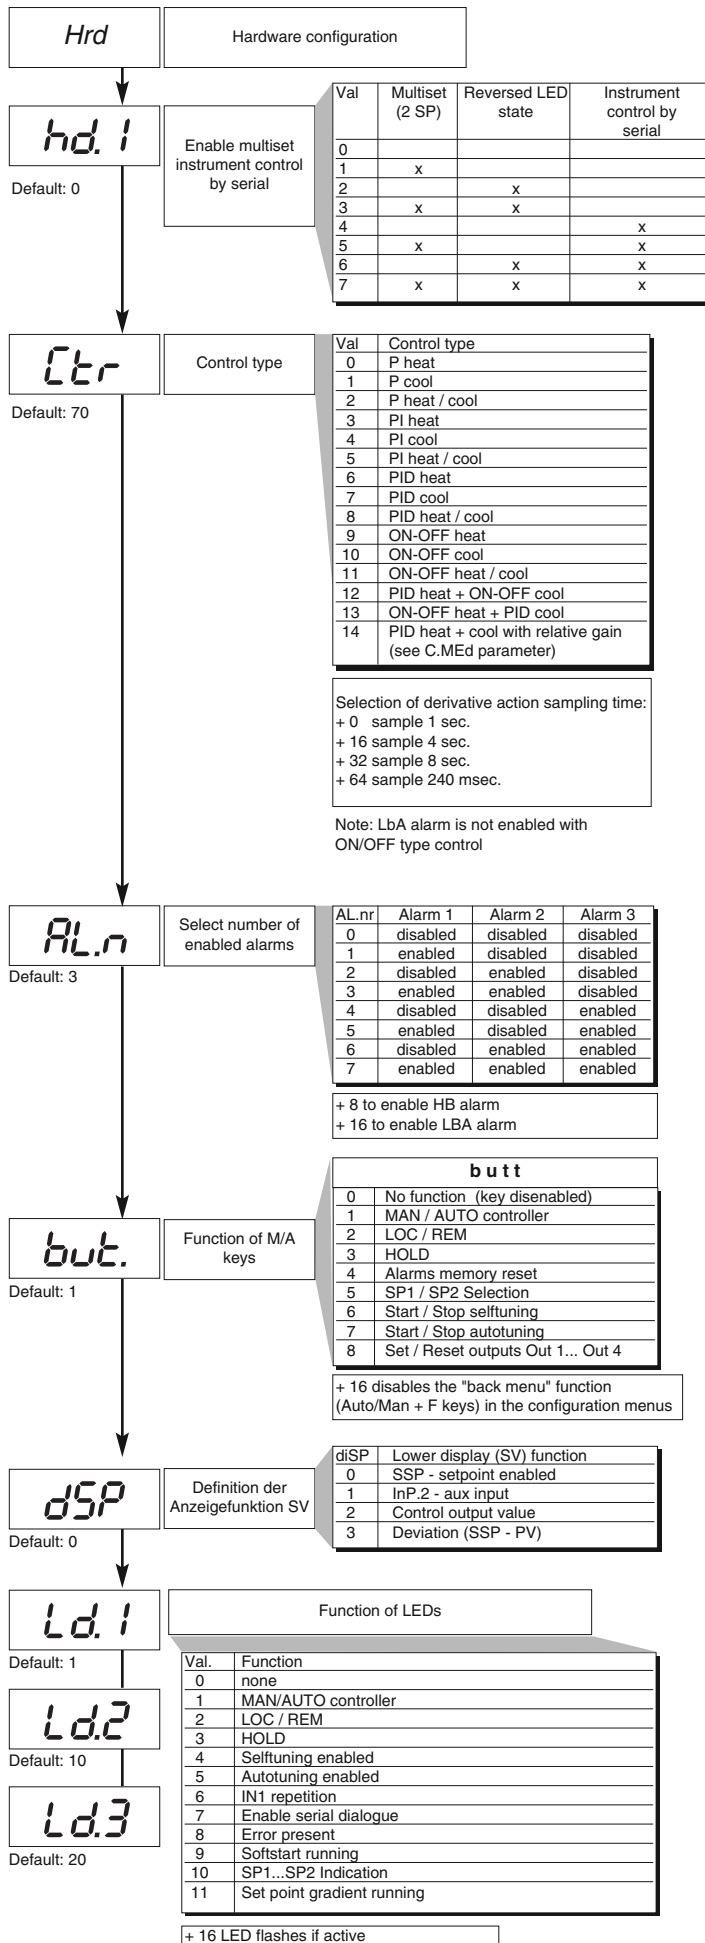 Hrd
Hardware configuration
hd.1
Default: 0
Enable multiset
instrument control
by serial
Val Multiset (2 SP) Reversed LED state Instrument control by serial
0
1 x
2 x
3 x x
4 x
5 x x
6 x x
7 x x x
Ctr
Default: 70
Control type
Val Control type
0 P heat
1 P cool
2 P heat / cool
3 PI heat
4 PI cool
5 PI heat / cool
6 PID heat
7 PID cool
8 PID heat / cool
9 ON-OFF heat
10 ON-OFF cool
11 ON-OFF heat / cool
12 PID heat + ON-OFF cool
13 ON-OFF heat + PID cool
14 PID heat + cool with relative gain
(see C.MEd parameter)
Selection of derivative action sampling time:
+ 0 sample 1 sec.
+ 16 sample 4 sec.
+ 32 sample 8 sec.
+ 64 sample 240 msec.
Note: LbA alarm is not enabled with
ON/OFF type control
AL.n
Default: 3
Select number of
enabled alarms
AL.nr Alarm 1 Alarm 2 Alarm 3
0 disabled disabled disabled
1 enabled disabled disabled
2 disabled enabled disabled
3 enabled enabled disabled
4 disabled disabled enabled
5 enabled disabled enabled
6 disabled enabled enabled
7 enabled enabled enabled
+ 8 to enable HB alarm
+ 16 to enable LBA alarm
but.
Default: 1
Function of M/A
keys
butt
0 No function (key disenabled)
1 MAN / AUTO controller
2 LOC / REM
3 HOLD
4 Alarms memory reset
5 SP1 / SP2 Selection
6 Start / Stop selftuning
7 Start / Stop autotuning
8 Set / Reset outputs Out 1... Out 4
+ 16 disables the "back menu" function
(Auto/Man + F keys) in the configuration menus
dSP
Default: 0
Definition der
Anzeigefunktion SV
diSP Lower display (SV) function
0 SSP - setpoint enabled
1 InP.2 - aux input
2 Control output value
3 Deviation (SSP - PV)
Ld.1
Default: 1
Ld.2
Default: 10
Ld.3
Default: 20
Function of LEDs
Val. Function
0 none
1 MAN/AUTO controller
2 LOC / REM
3 HOLD
4 Selftuning enabled
5 Autotuning enabled
6 IN1 repetition
7 Enable serial dialogue
8 Error present
9 Softstart running
10 SP1...SP2 Indication
11 Set point gradient running
+ 16 LED flashes if active